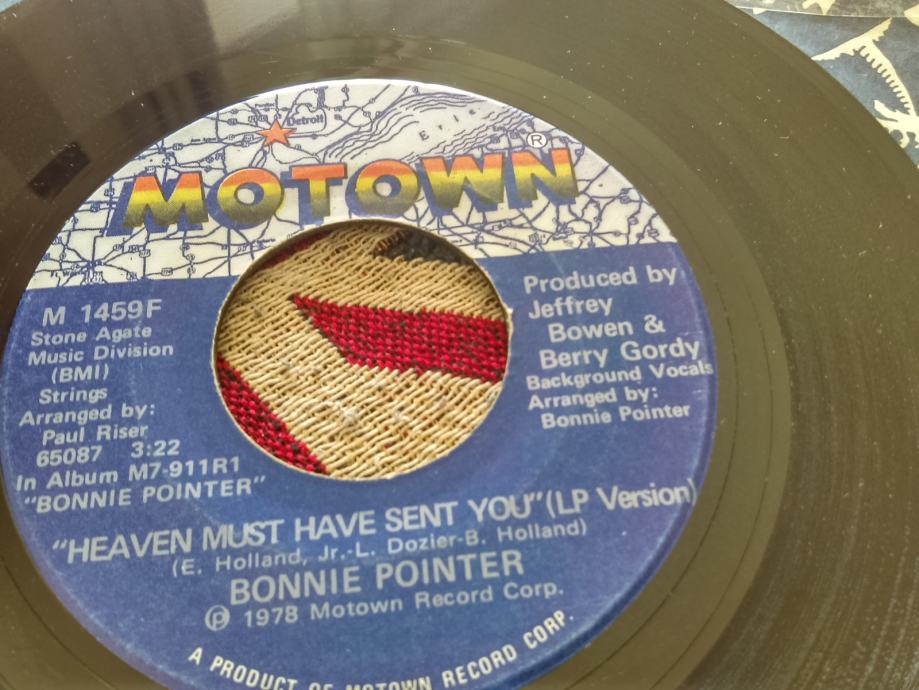 Detroit
Erie
MOTOWN®
M 1459F
Stone Agate
Music Division
(BMI)
Strings
Arranged by:
Paul Riser
65087 3:22
In Album M7-911R1
"BONNIE POINTER"
Produced by
Jeffrey
Bowen &
Berry Gordy
Background Vocals
Arranged by:
Bonnie Pointer
"HEAVEN MUST HAVE SENT YOU"(LP Version)
(E. Holland, Jr.-L. Dozier-B. Holland)
BONNIE POINTER
℗ 1978 Motown Record Corp.
A PRODUCT OF MOTOWN RECORD CORP.